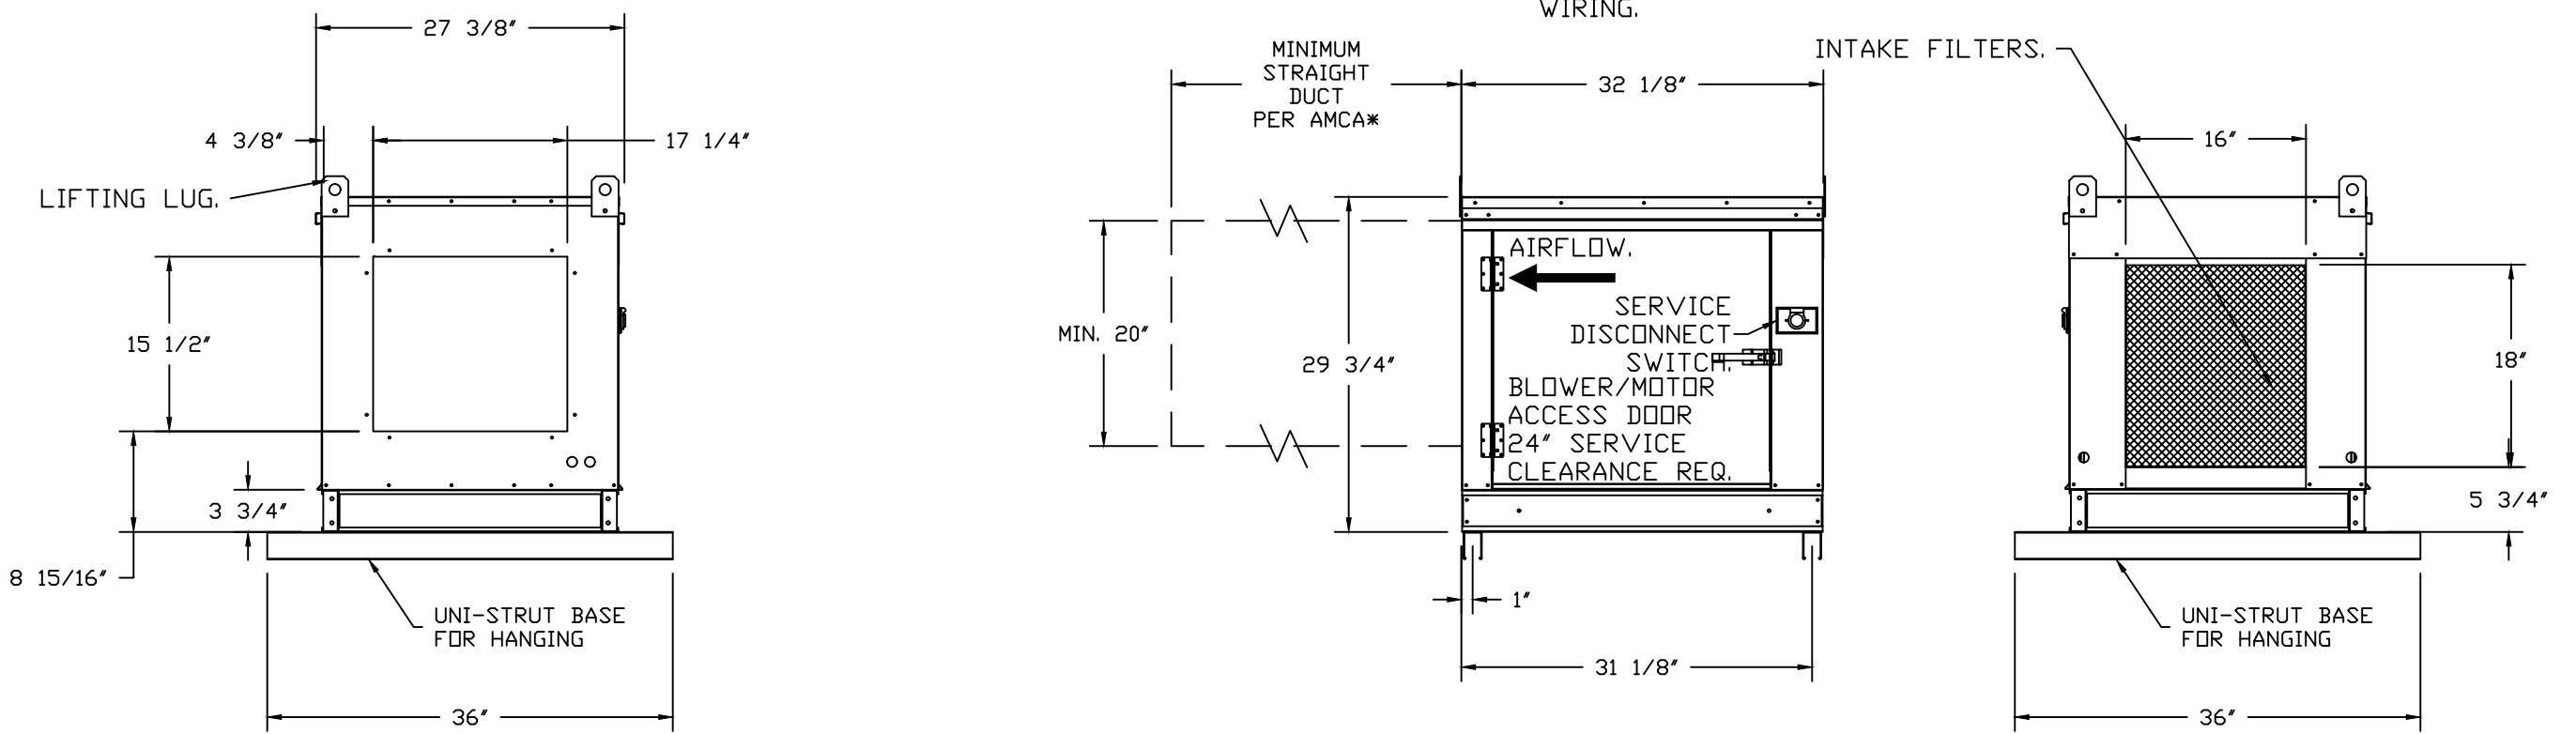 27 3/8"
4 3/8"
17 1/4"
LIFTING LUG.
15 1/2"
3 3/4"
8 15/16"
UNI-STRUT BASE
FOR HANGING
36"
WIRING.
MINIMUM
STRAIGHT
DUCT
PER AMCA*
32 1/8"
MIN. 20"
29 3/4"
AIRFLOW.
SERVICE
DISCONNECT
SWITCH.
BLOWER/MOTOR
ACCESS DOOR
24" SERVICE
CLEARANCE REQ.
1"
31 1/8"
INTAKE FILTERS.
16"
18"
5 3/4"
UNI-STRUT BASE
FOR HANGING
36"